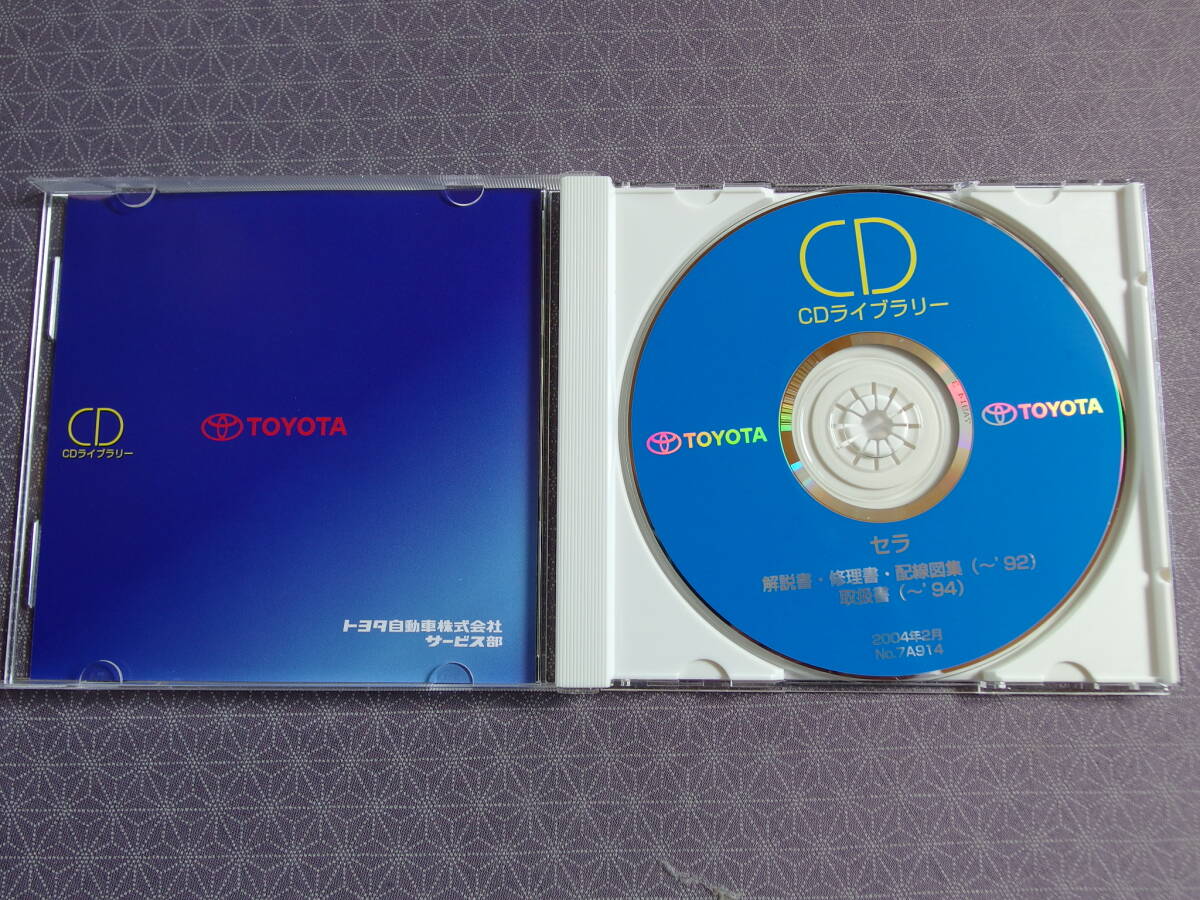 CD
CDライブラリー
TOYOTA
トヨタ自動車株式会社
サービス部
CD
CDライブラリー
TOYOTA
TOYOTA
セラ
解説書・修理書・配線図集（～'92）
取扱書（～'94）
2004年2月
No.7A914